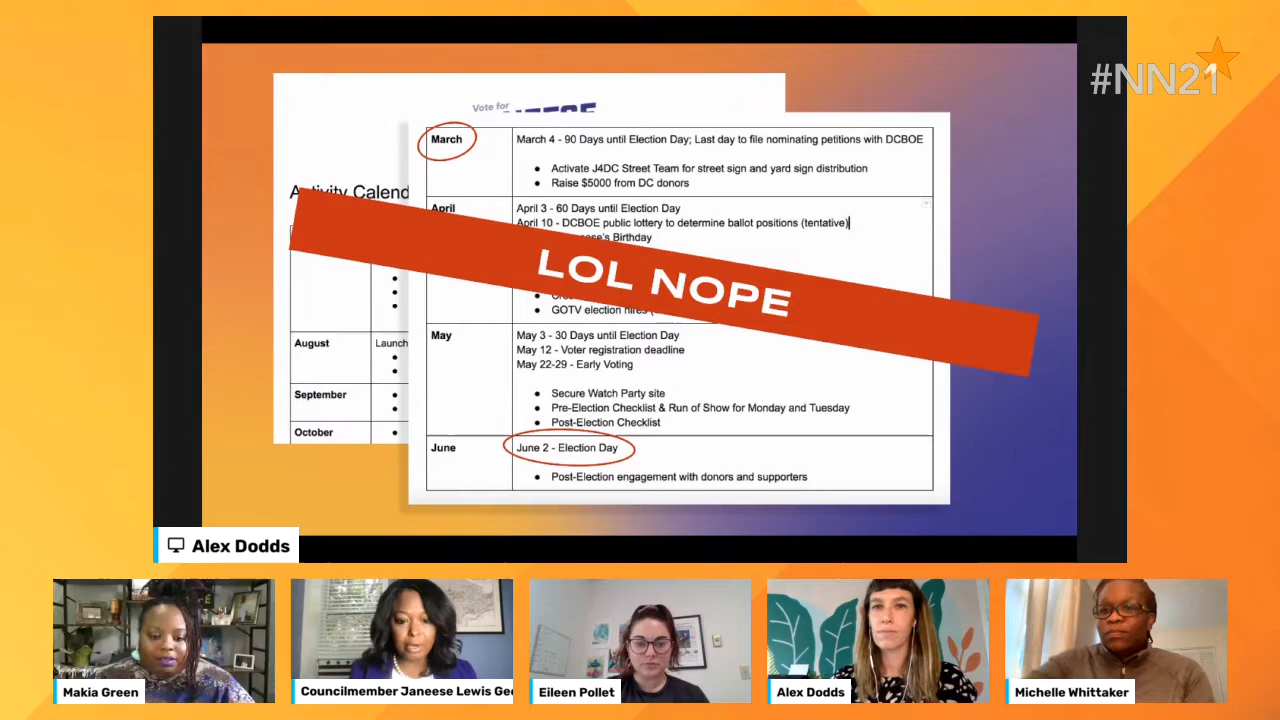 #NN21
Vote for
March
March 4 - 90 Days until Election Day; Last day to file nominating petitions with DCBOE
● Activate J4DC Street Team for street sign and yard sign distribution
● Raise $5000 from DC donors
Activity Calend
April
April 3 - 60 Days until Election Day
April 10 - DCBOE public lottery to determine ballot positions (tentative)
Birthday
LOL NOPE
● GOTV election hires
May
May 3 - 30 Days until Election Day
May 12 - Voter registration deadline
May 22-29 - Early Voting
● Secure Watch Party site
● Pre-Election Checklist & Run of Show for Monday and Tuesday
● Post-Election Checklist
August
Launch
September
October
June
June 2 - Election Day
● Post-Election engagement with donors and supporters
Alex Dodds
Makia Green
Councilmember Janeese Lewis Ge
Eileen Pollet
Alex Dodds
Michelle Whittaker